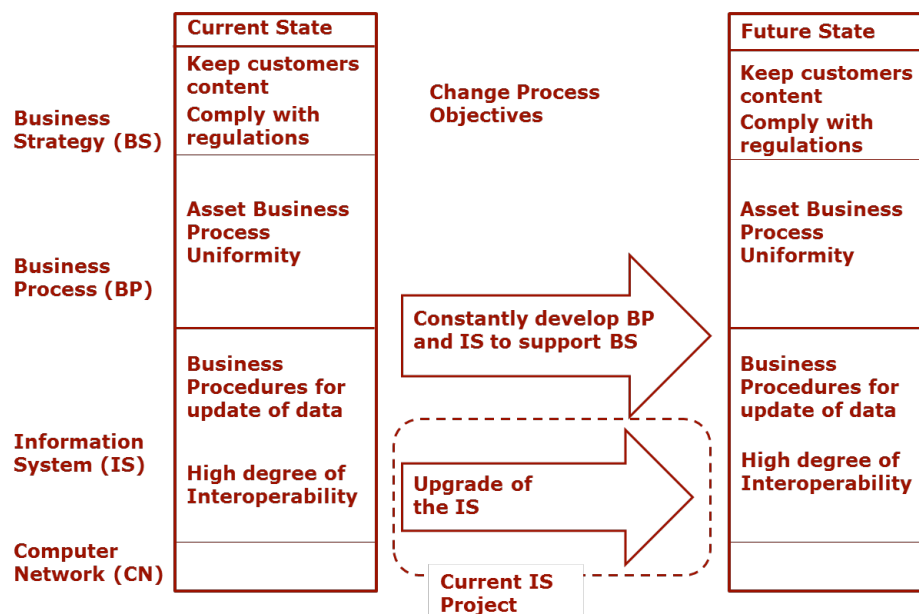 Business
Strategy (BS)
Business
Process (BP)
Information
System (IS)
Computer
Network (CN)
Current State
Keep customers
content
Comply with
regulations
Asset Business
Process
Uniformity
Business
Procedures for
update of data
High degree of
Interoperability
Change Process
Objectives
Constantly develop BP
and IS to support BS
Upgrade of
the IS
Current IS
Project
Future State
Keep customers
content
Comply with
regulations
Asset Business
Process
Uniformity
Business
Procedures for
update of data
High degree of
Interoperability